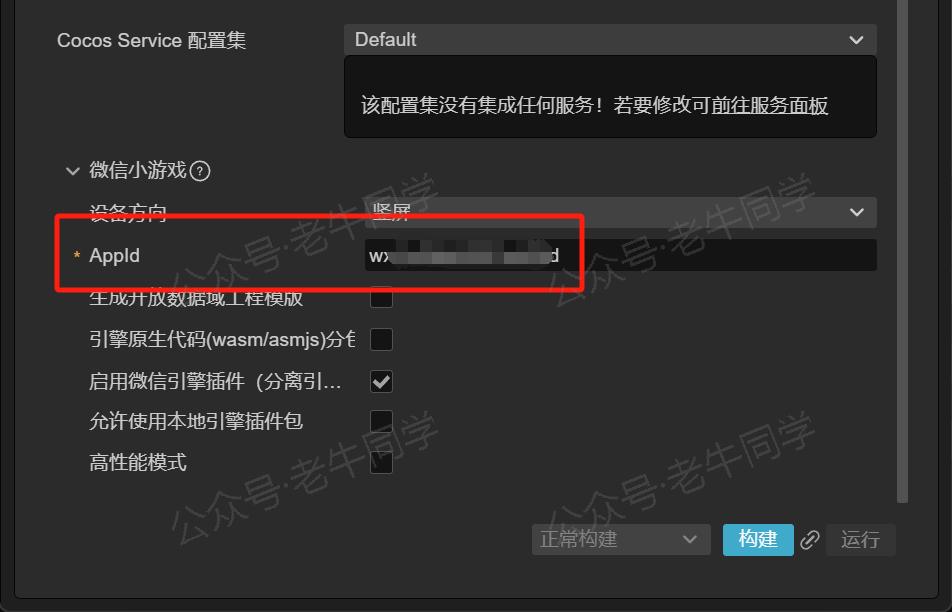 Cocos Service 配置集
Default
该配置集没有集成任何服务！若要修改可前往服务面板
微信小游戏
设备方向
竖屏
* AppId
wx
d
生成开放数据域工程模版
引擎原生代码(wasm/asmjs)分包
启用微信引擎插件（分离引...
允许使用本地引擎插件包
高性能模式
正常构建
构建
运行
公众号·老牛同学
公众号·老牛同学
公众号·老牛同学
公众号·老牛同学